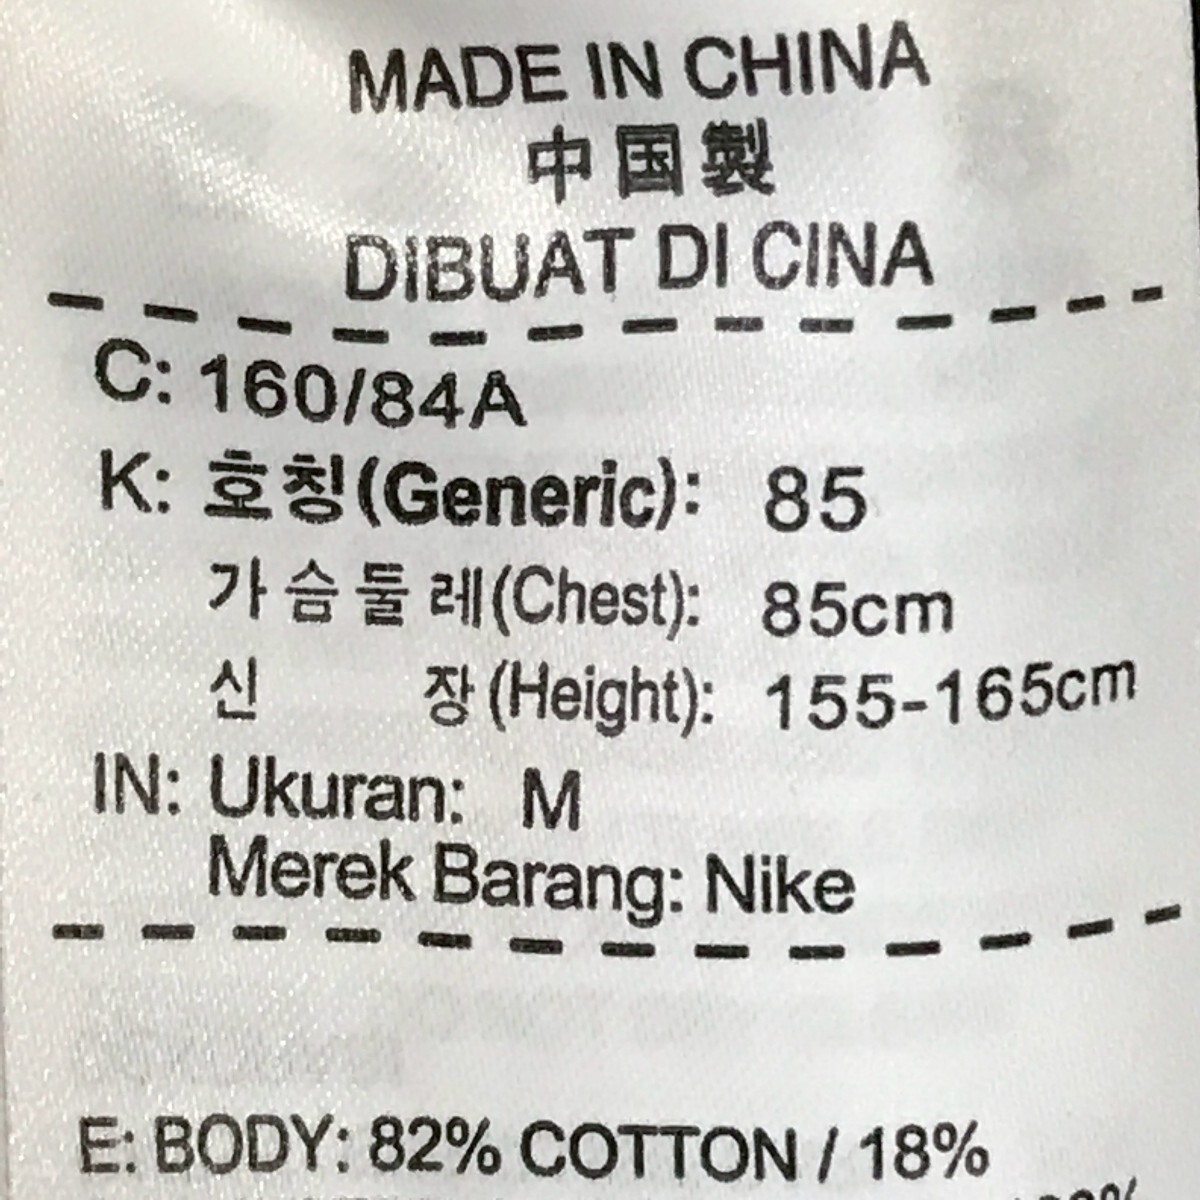 MADE IN CHINA
中国製
DIBUAT DI CINA
C: 160/84A
K: 호칭(Generic): 85
가슴둘레(Chest): 85cm
신 장(Height): 155-165cm
IN: Ukuran: M
Merek Barang: Nike
E: BODY: 82% COTTON / 18%